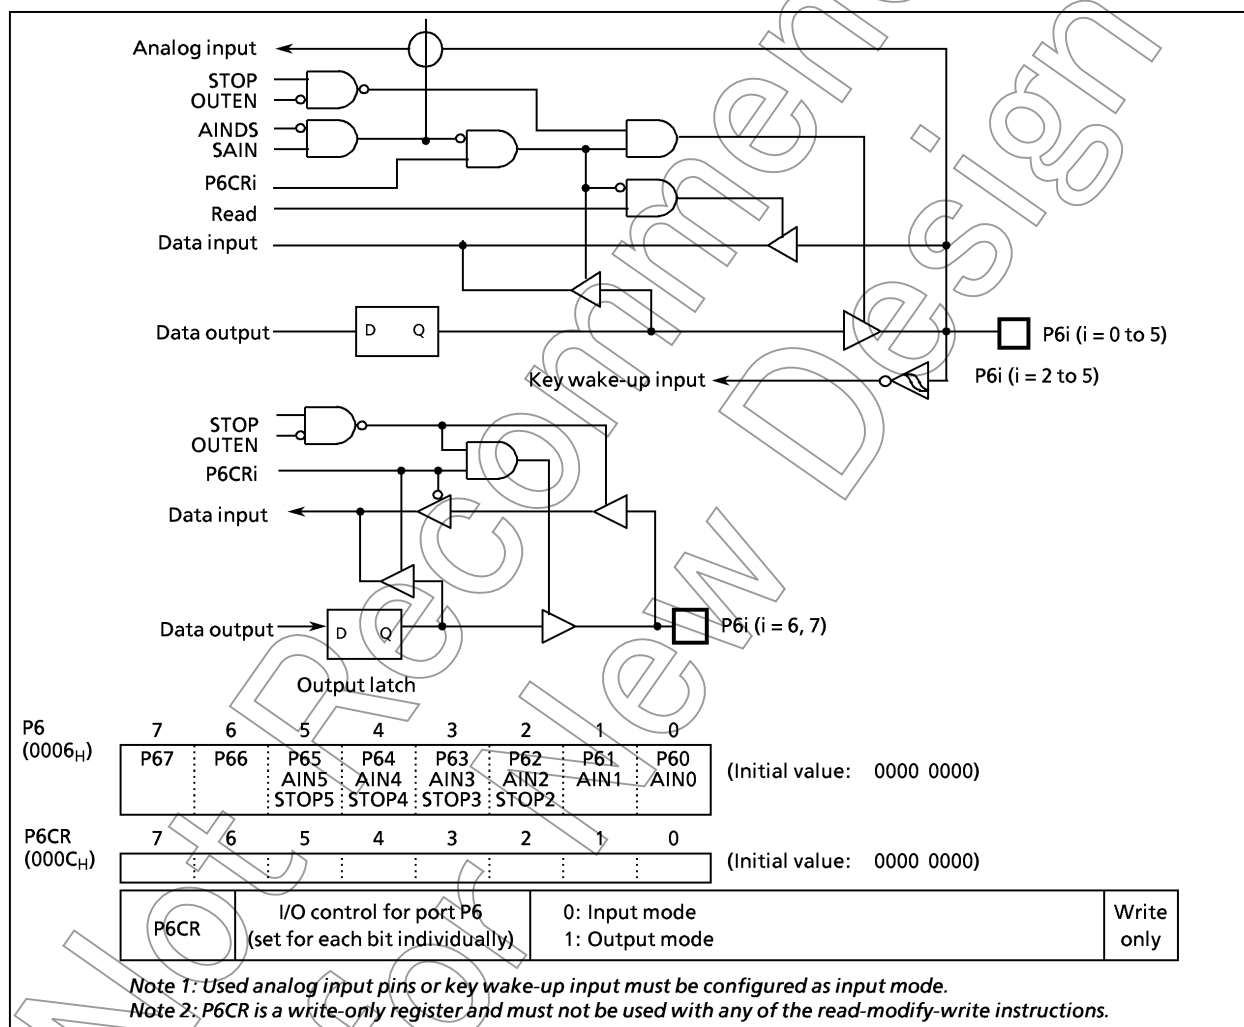 Analog input
STOP
OUTEN
AINDS
SAIN
P6CRi
Read
Data input
Data output
D Q
P6i (i = 0 to 5)
Key wake-up input
P6i (i = 2 to 5)
STOP
OUTEN
P6CRi
Data input
Data output
D Q
P6i (i = 6, 7)
Output latch
P6 7 6 5 4 3 2 1 0
(0006H)
P67 P66 P65 P64 P63 P62 P61 P60
AIN5 AIN4 AIN3 AIN2 AIN1 AIN0
STOP5 STOP4 STOP3 STOP2
(Initial value: 0000 0000)
P6CR 7 6 5 4 3 2 1 0
(000CH)
(Initial value: 0000 0000)
P6CR
I/O control for port P6
(set for each bit individually)
0: Input mode
1: Output mode
Write
only
Note 1: Used analog input pins or key wake-up input must be configured as input mode.
Note 2: P6CR is a write-only register and must not be used with any of the read-modify-write instructions.
Not Recommen
for New Design